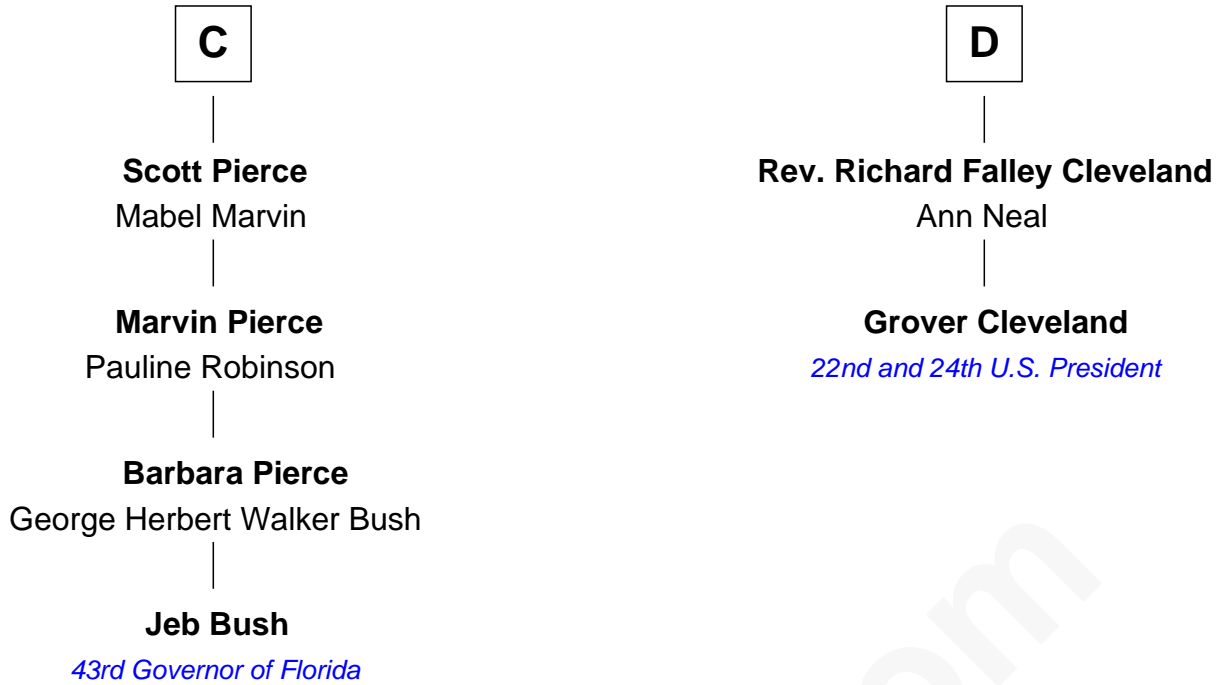 C
Scott Pierce
Mabel Marvin
Marvin Pierce
Pauline Robinson
Barbara Pierce
George Herbert Walker Bush
Jeb Bush
43rd Governor of Florida
D
Rev. Richard Falley Cleveland
Ann Neal
Grover Cleveland
22nd and 24th U.S. President
om